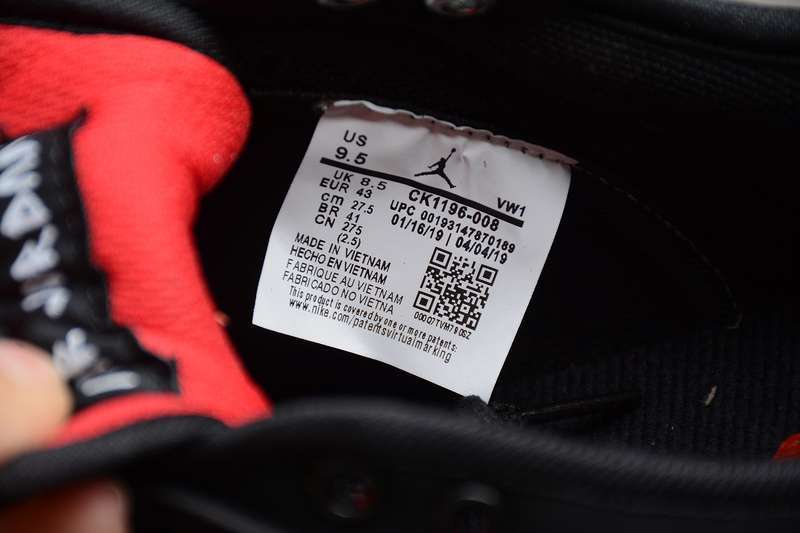 US
9.5
UK 8.5
EUR 43
cm 27.5
BR 41
CN 275
(2.5)
CK1196-008
VW1
UPC 00193147870189
01/16/19 | 04/04/19
MADE IN VIETNAM
HECHO EN VIETNAM
FABRIQUE AU VIETNAM
FABRICADO NO VIETNA
This product is covered by one or more patents:
www.nike.com/patentsvirtualmarking